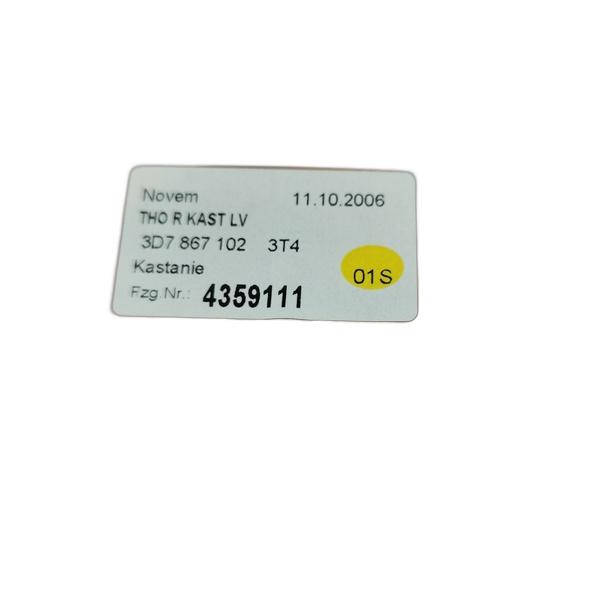 Novem 11.10.2006
THO R KAST LV
3D7 867 102 3T4
Kastanie
01S
Fzg.Nr.: 4359111